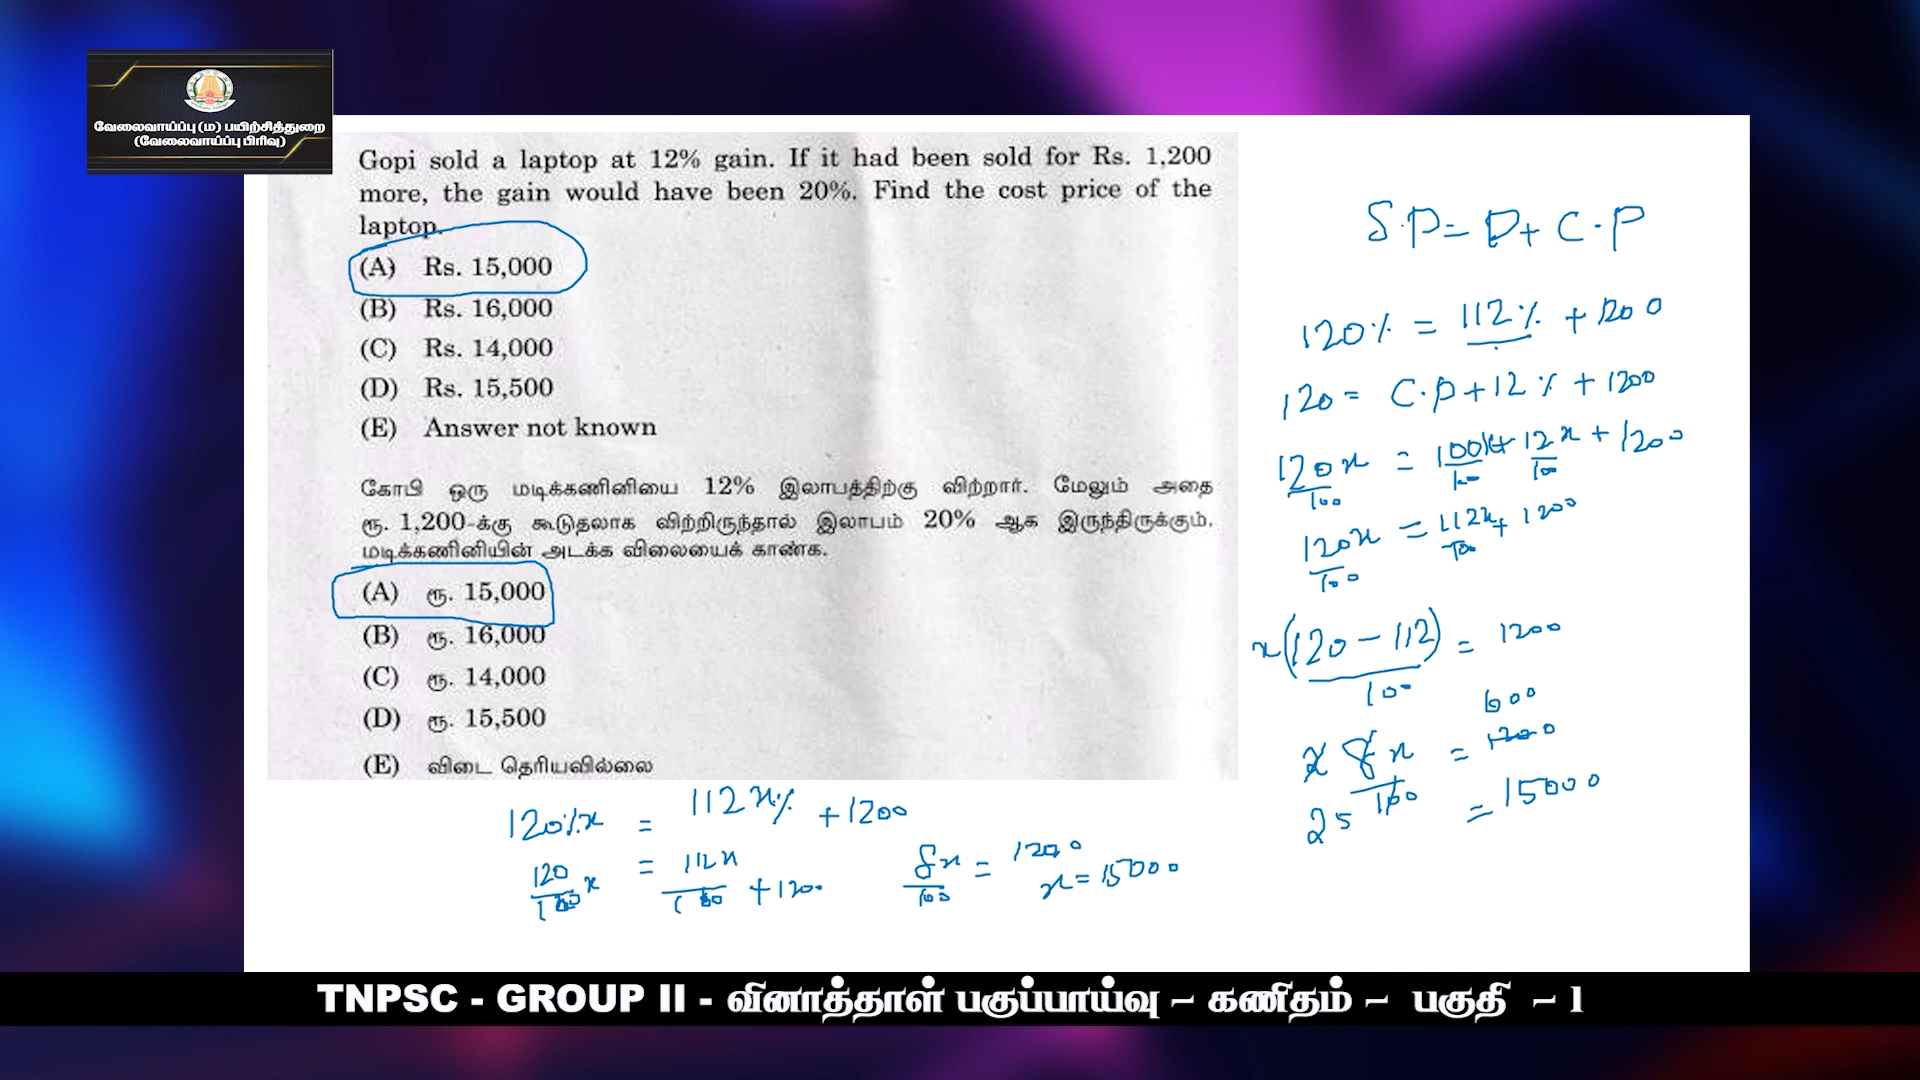 வேலைவாய்ப்பு (ம) பயிற்சித்துறை
(வேலைவாய்ப்பு பிரிவு)
Gopi sold a laptop at 12% gain. If it had been sold for Rs. 1,200
more, the gain would have been 20%. Find the cost price of the
laptop.
(A) Rs. 15,000
(B) Rs. 16,000
(C) Rs. 14,000
(D) Rs. 15,500
(E) Answer not known
கோபி ஒரு மடிக்கணினியை 12% இலாபத்திற்கு விற்றார். மேலும் அதை
ரூ. 1,200-க்கு கூடுதலாக விற்றிருந்தால் இலாபம் 20% ஆக இருந்திருக்கும்.
மடிக்கணினியின் அடக்க விலையைக் காண்க.
(A) ரூ. 15,000
(B) ரூ. 16,000
(C) ரூ. 14,000
(D) ரூ. 15,500
(E) விடை தெரியவில்லை
S.P = P + C.P
120% = 112% + 1200
120 = C.P + 12% + 1200
120x/100 = 100x/100 + 12x/100 + 1200
120x/100 = 112x/100 + 1200
x(120 - 112)/100 = 1200
600
8x/100 = 1200
25 = 15000
120%x = 112x% + 1200
120/100 x = 112x/100 + 1200
8x/100 = 1200
x = 15000
TNPSC - GROUP II - வினாத்தாள் பகுப்பாய்வு – கணிதம் – பகுதி – 1